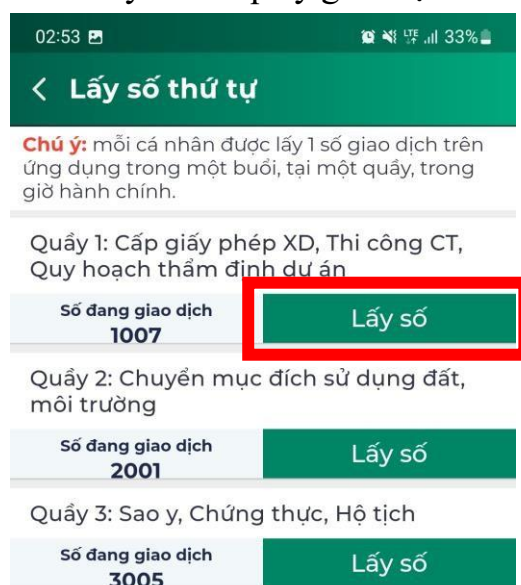 02:53 LTE 33%
Lấy số thứ tự
Chú ý: mỗi cá nhân được lấy 1 số giao dịch trên
ứng dụng trong một buổi, tại một quầy, trong
giờ hành chính.
Quầy 1: Cấp giấy phép XD, Thi công CT,
Quy hoạch thẩm định dự án
Số đang giao dịch
1007
Lấy số
Quầy 2: Chuyển mục đích sử dụng đất,
môi trường
Số đang giao dịch
2001
Lấy số
Quầy 3: Sao y, Chứng thực, Hộ tịch
Số đang giao dịch
3005
Lấy số